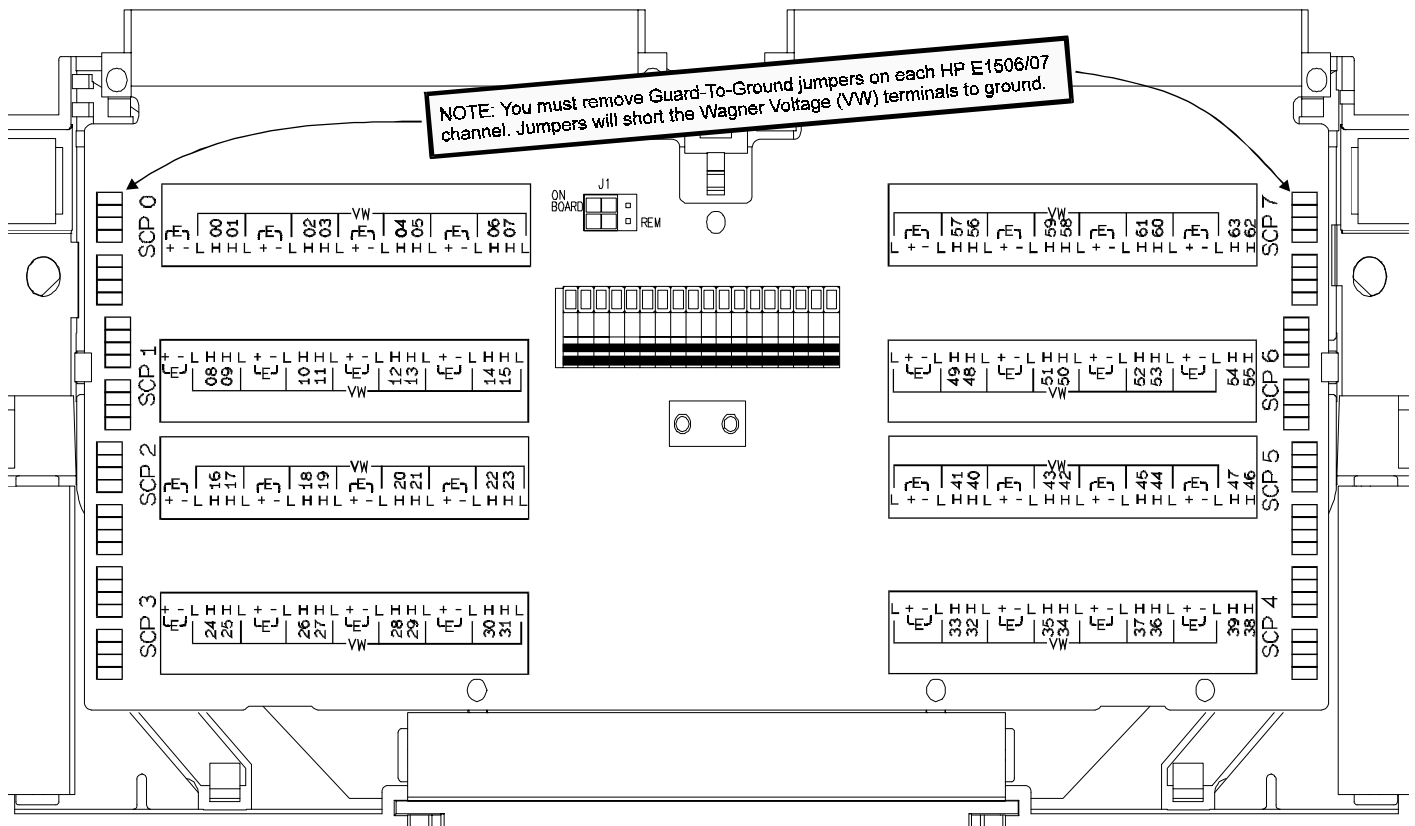 NOTE: You must remove Guard-To-Ground jumpers on each HP E1506/07
channel. Jumpers will short the Wagner Voltage (VW) terminals to ground.
J1
ON
BOARD
REM
SCP 0
VW
E 00 01 E 02 03 E 04 05 E 06 07
+ - L H H L + - L H H L + - L H H L + - L H H L
SCP 7
VW
E 57 56 E 59 58 E 61 60 E 63 62
L + - L H H L + - L H H L + - L H H L + - L H H
SCP 1
+ - L H H L + - L H H L + - L H H L + - L H H L
E 08 09 E 10 11 E 12 13 E 14 15
VW
SCP 6
L + - L H H L + - L H H L + - L H H L + - L H H
E 49 48 E 51 50 E 52 53 E 54 55
VW
SCP 2
VW
E 16 17 E 18 19 E 20 21 E 22 23
+ - L H H L + - L H H L + - L H H L + - L H H L
SCP 5
VW
E 41 40 E 43 42 E 45 44 E 47 46
L + - L H H L + - L H H L + - L H H L + - L H H
SCP 3
+ - L H H L + - L H H L + - L H H L + - L H H L
E 24 25 E 26 27 E 28 29 E 30 31
VW
SCP 4
L + - L H H L + - L H H L + - L H H L + - L H H
E 33 32 E 35 34 E 37 36 E 39 38
VW